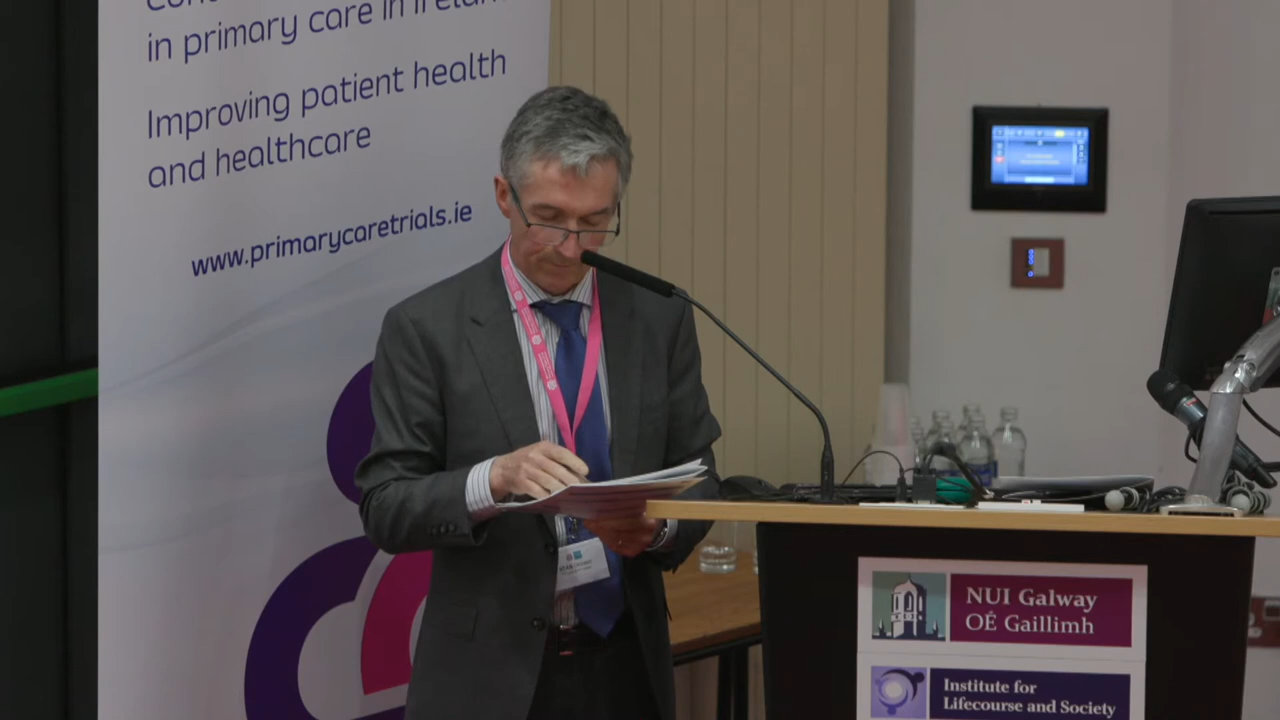 in primary care in Ireland
Improving patient health
and healthcare
www.primarycaretrials.ie
NUI Galway
OÉ Gaillimh
Institute for
Lifecourse and Society